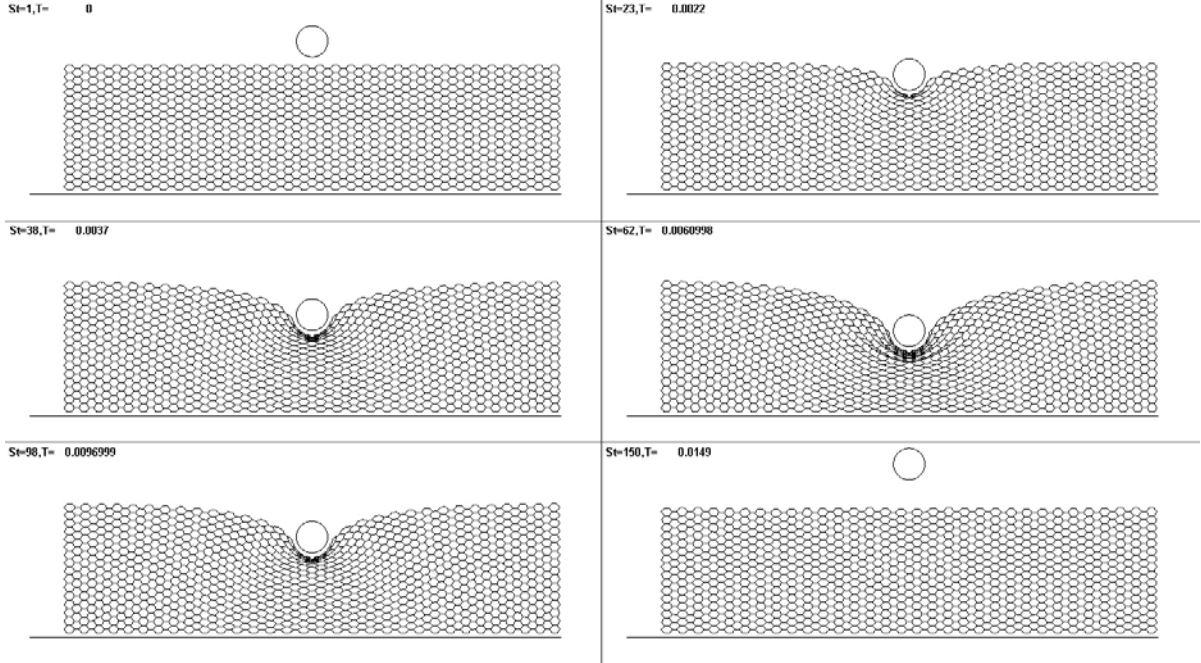 St=1,T= 0
St=23,T= 0.0022
St=38,T= 0.0037
St=62,T= 0.0060998
St=98,T= 0.0096999
St=150,T= 0.0149